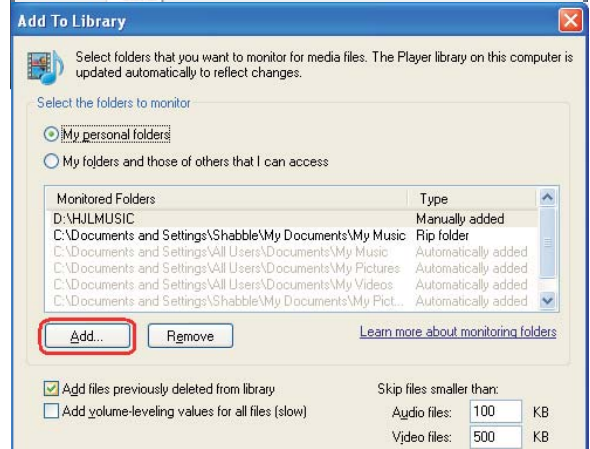 Add To Library
Select folders that you want to monitor for media files. The Player library on this computer is
updated automatically to reflect changes.
Select the folders to monitor
My personal folders
My folders and those of others that I can access
Monitored Folders Type
D:\HJLMUSIC Manually added
C:\Documents and Settings\Shabble\My Documents\My Music Rip folder
C:\Documents and Settings\All Users\Documents\My Music Automatically added
C:\Documents and Settings\All Users\Documents\My Pictures Automatically added
C:\Documents and Settings\All Users\Documents\My Videos Automatically added
C:\Documents and Settings\Shabble\My Documents\My Pict... Automatically added
Add... Remove Learn more about monitoring folders
Add files previously deleted from library Skip files smaller than:
Add volume-leveling values for all files (slow) Audio files: 100 KB
Video files: 500 KB